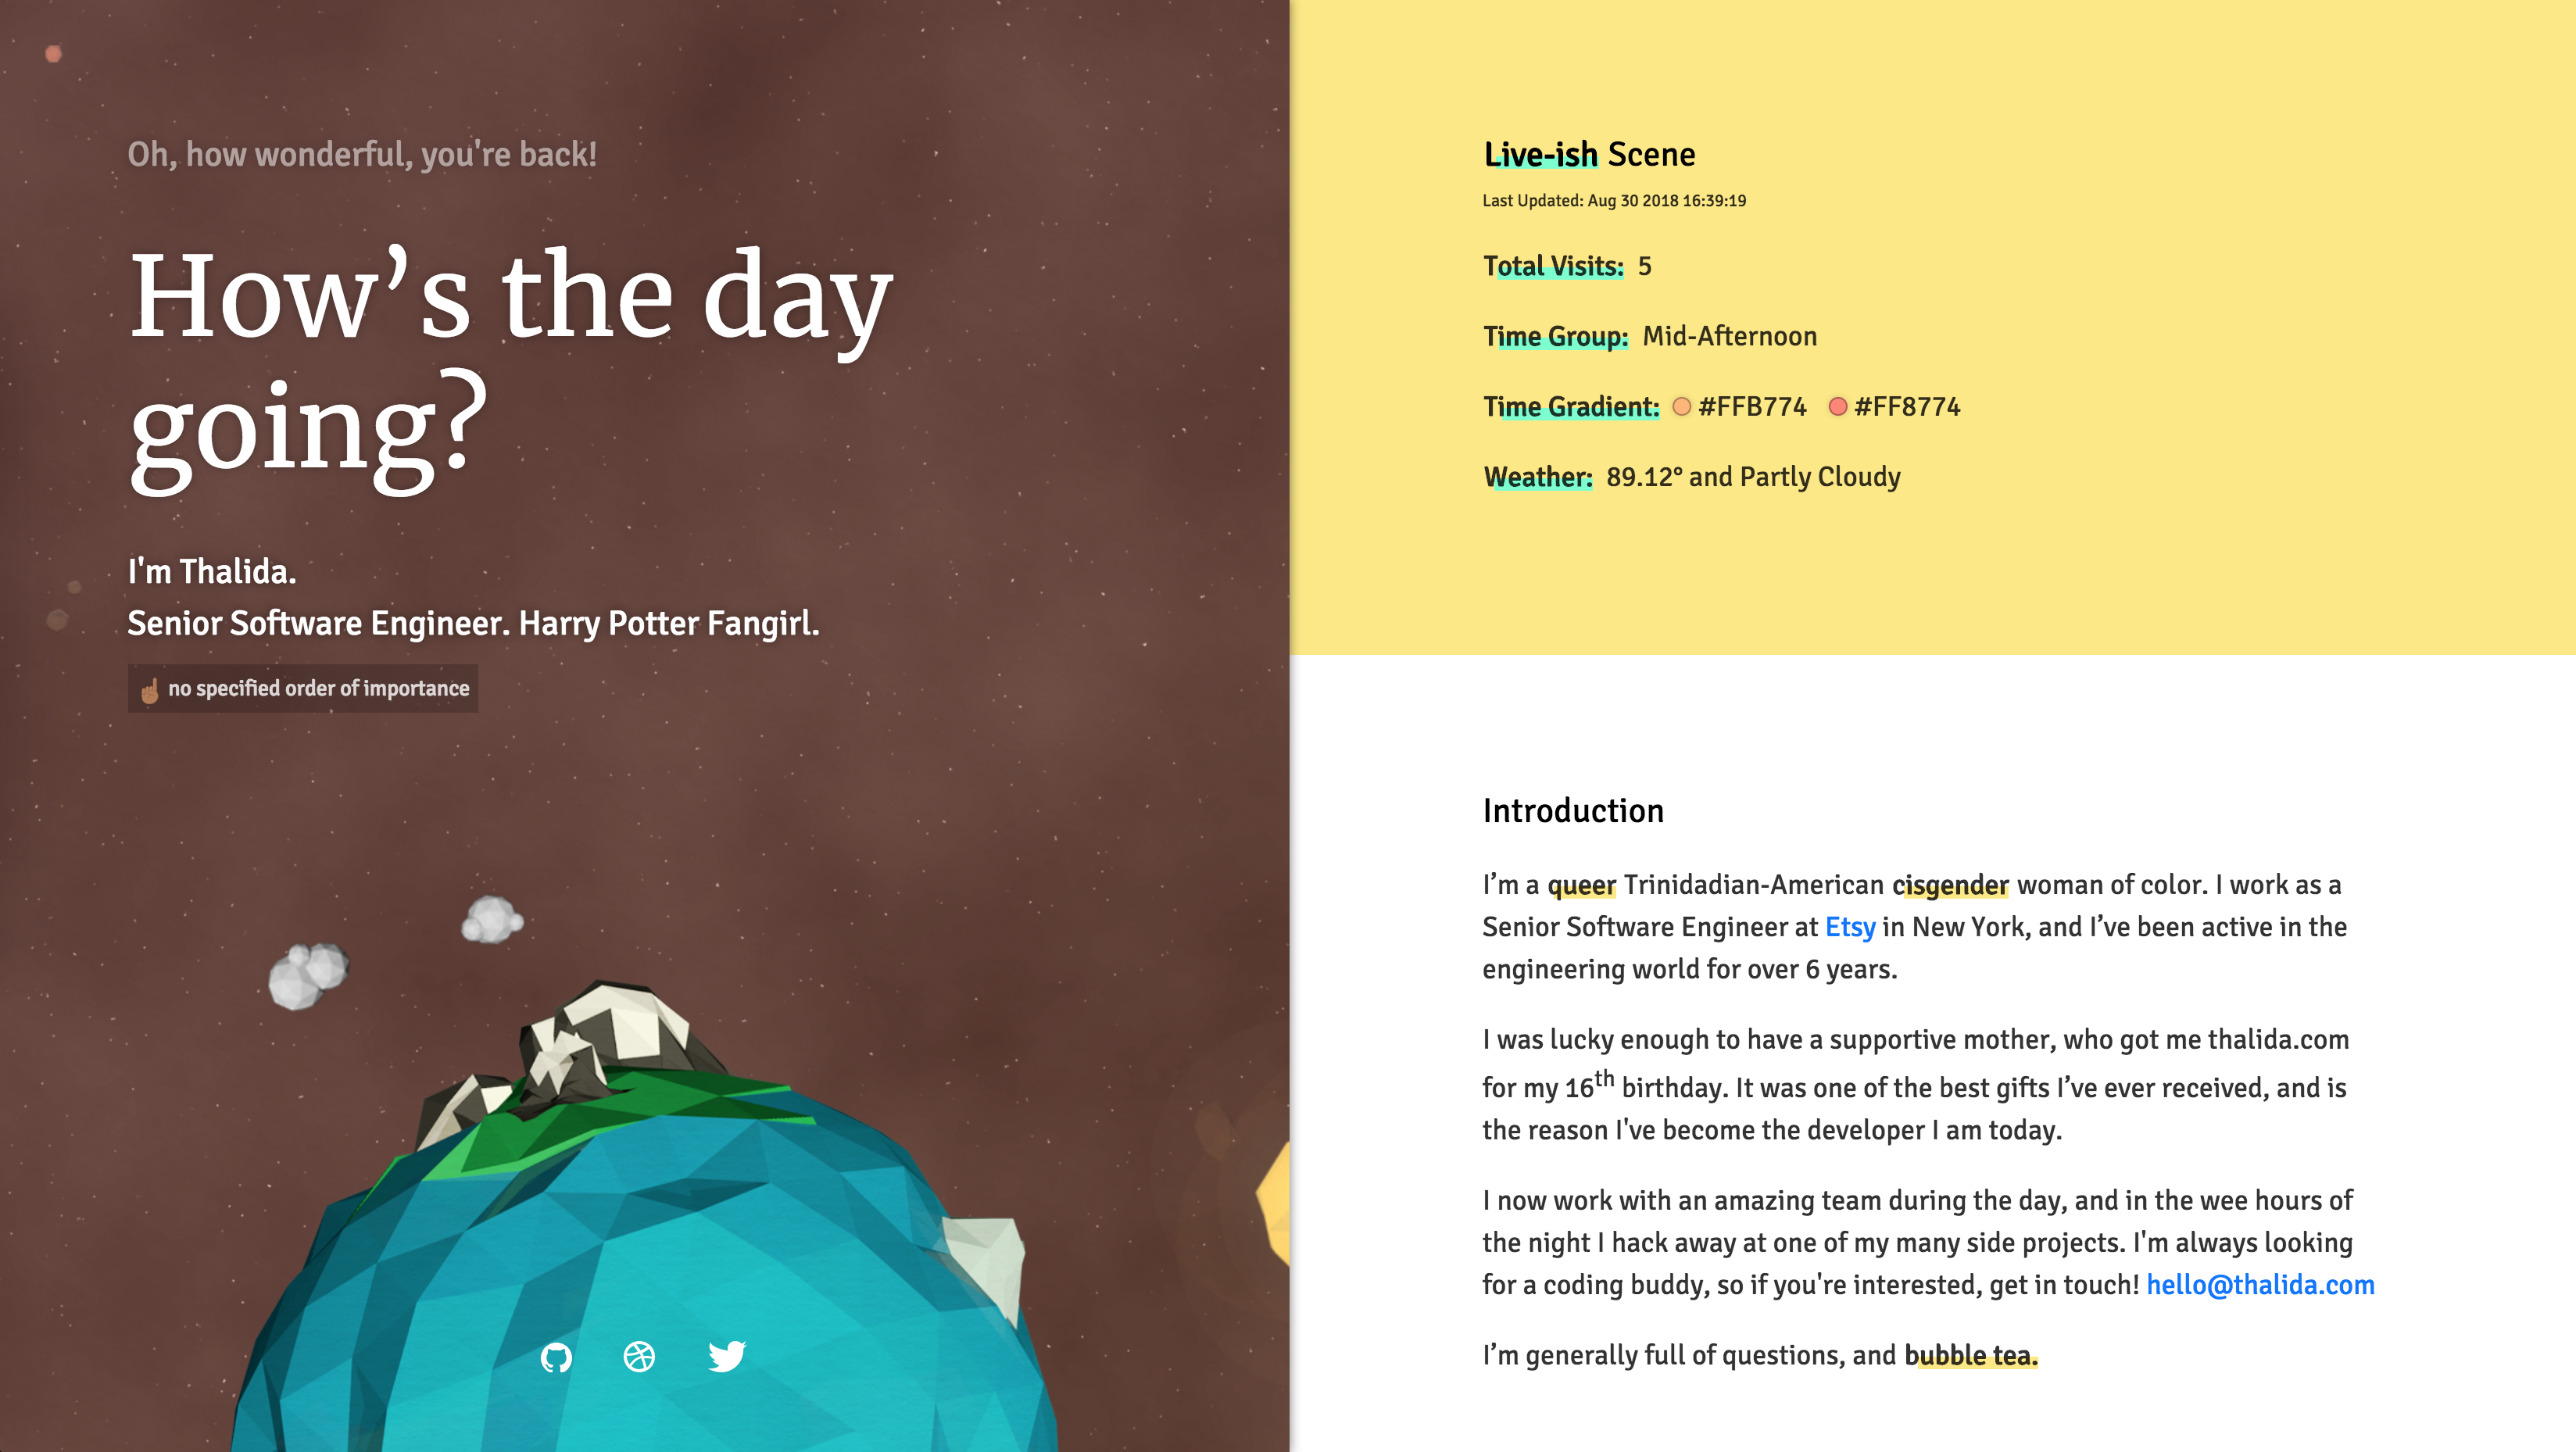 Oh, how wonderful, you're back!
How’s the day
going?
I'm Thalida.
Senior Software Engineer. Harry Potter Fangirl.
☝🏽 no specified order of importance
Live-ish Scene
Last Updated: Aug 30 2018 16:39:19
Total Visits: 5
Time Group: Mid-Afternoon
Time Gradient: #FFB774 #FF8774
Weather: 89.12° and Partly Cloudy
Introduction
I’m a queer Trinidadian-American cisgender woman of color. I work as a
Senior Software Engineer at Etsy in New York, and I’ve been active in the
engineering world for over 6 years.
I was lucky enough to have a supportive mother, who got me thalida.com
for my 16th birthday. It was one of the best gifts I’ve ever received, and is
the reason I've become the developer I am today.
I now work with an amazing team during the day, and in the wee hours of
the night I hack away at one of my many side projects. I'm always looking
for a coding buddy, so if you're interested, get in touch! hello@thalida.com
I’m generally full of questions, and bubble tea.